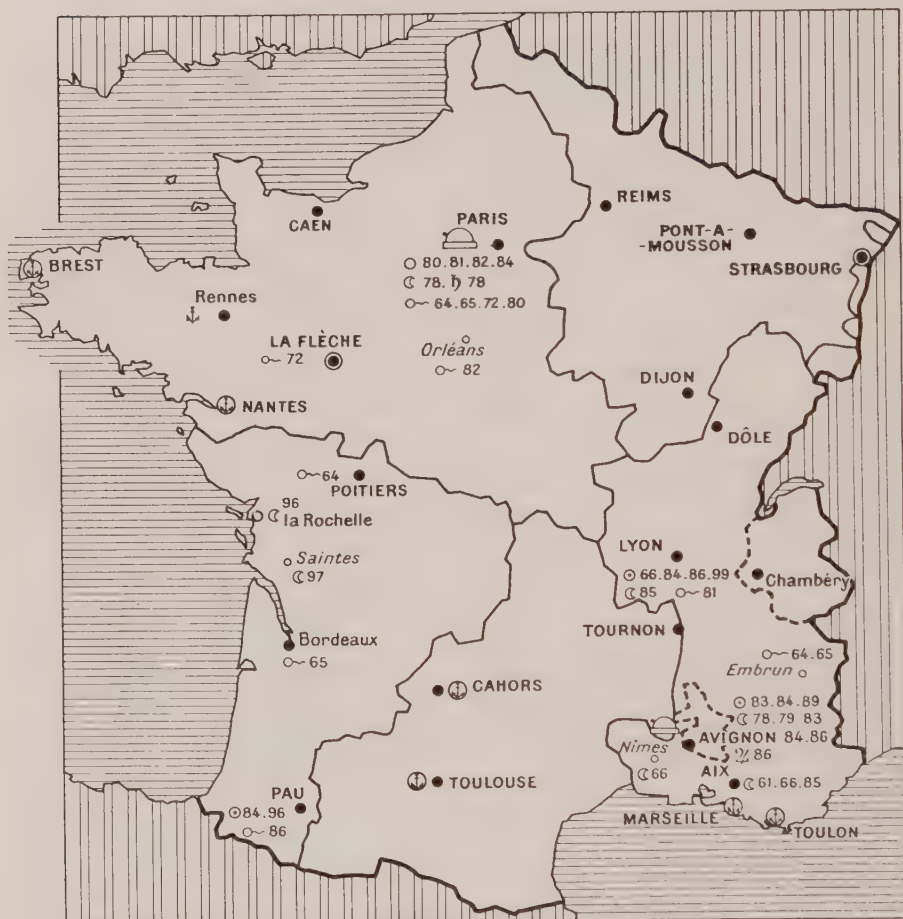 REIMS
CAEN
PARIS
PONT-A-
-MOUSSON
☉ 80.81.82.84
STRASBOURG
BREST
☾ 78. ♄ 78
Rennes
☄ 64.65.72.80
LA FLÈCHE
☄ 72
Orléans
☄ 82
DIJON
NANTES
DÔLE
☄ 64
POITIERS
96
☾ la Rochelle
LYON
Saintes
☾ 97
☉ 66.84.86.99
Chambéry
☾ 85 ☄ 81
TOURNON
Bordeaux
☄ 65
☄ 64.65
Embrun
CAHORS
☉ 83.84.89
☾ 78.79 83
AVIGNON 84.86
Nîmes
86
☾ 66
AIX
☾ 61.66.85
TOULOUSE
PAU
☉ 84.96
☄ 86
MARSEILLE
TOULON